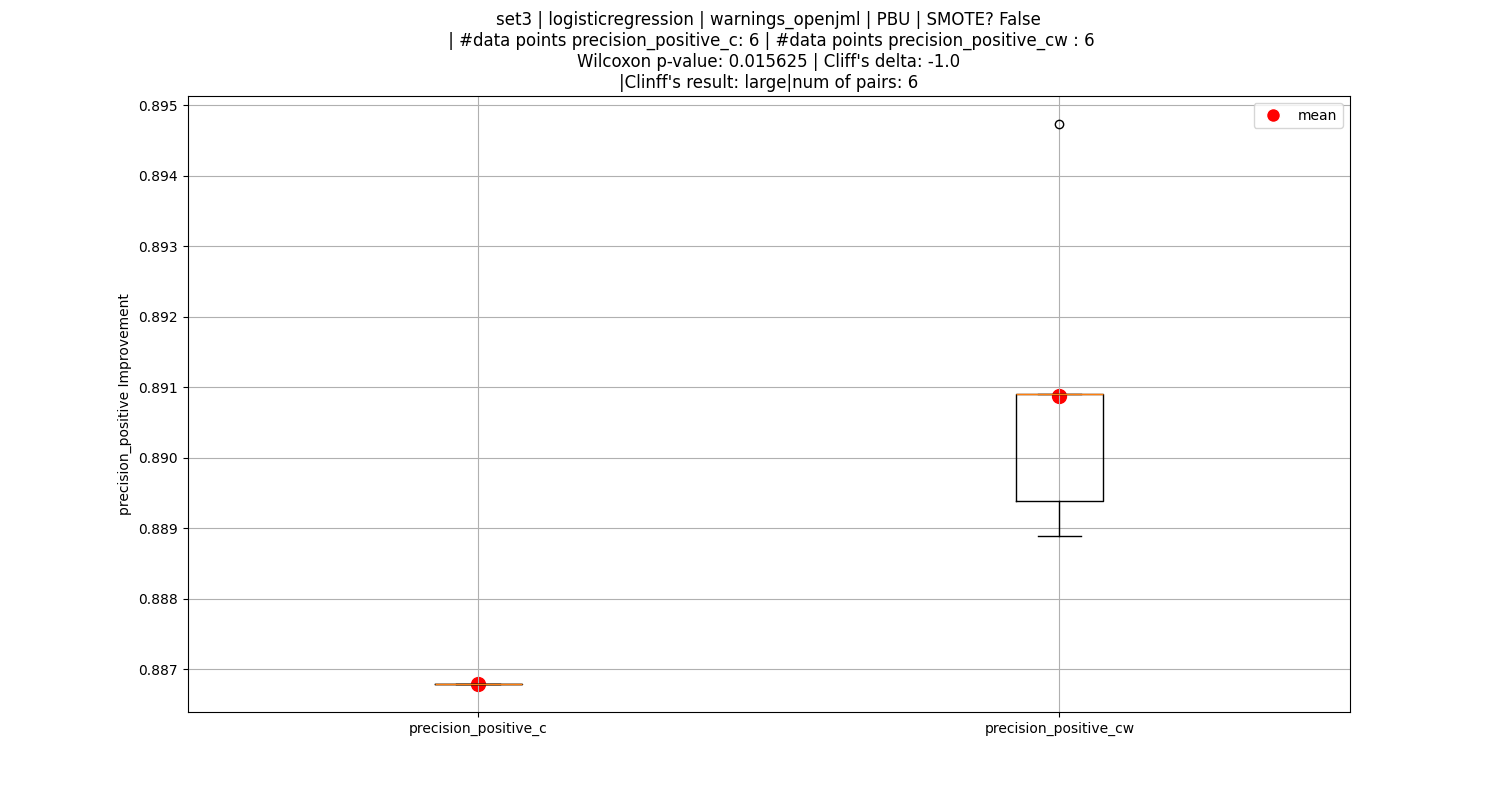 set3 | logisticregression | warnings_openjml | PBU | SMOTE? False
| #data points precision_positive_c: 6 | #data points precision_positive_cw : 6
Wilcoxon p-value: 0.015625 | Cliff's delta: -1.0
|Clinff's result: large|num of pairs: 6
mean
0.895
0.894
0.893
0.892
0.891
0.890
0.889
0.888
0.887
precision_positive Improvement
precision_positive_c
precision_positive_cw